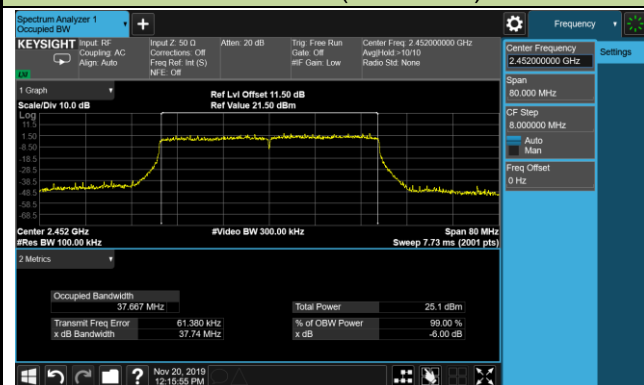 Spectrum Analyzer 1
Occupied BW
Frequency
KEYSIGHT
Input: RF
Coupling: AC
Align: Auto
Input Z: 50 Ω
Corrections: Off
Freq Ref: Int (S)
NFE: Off
Atten: 20 dB
Trig: Free Run
Gate: Off
#IF Gain: Low
Center Freq: 2.452000000 GHz
Avg|Hold:>10/10
Radio Std: None
LXI
1 Graph
Ref Lvl Offset 11.50 dB
Scale/Div 10.0 dB
Ref Value 21.50 dBm
Log
11.5
1.50
-8.50
-18.5
-28.5
-38.5
-48.5
-58.5
-68.5
Center 2.452 GHz
#Video BW 300.00 kHz
Span 80 MHz
#Res BW 100.00 kHz
Sweep 7.73 ms (2001 pts)
2 Metrics
Occupied Bandwidth
37.667 MHz
Total Power 25.1 dBm
Transmit Freq Error 61.380 kHz
% of OBW Power 99.00 %
x dB Bandwidth 37.74 MHz
x dB -6.00 dB
Center Frequency
2.452000000 GHz
Settings
Span
80.000 MHz
CF Step
8.000000 MHz
Auto
Man
Freq Offset
0 Hz
Nov 20, 2019
12:15:55 PM